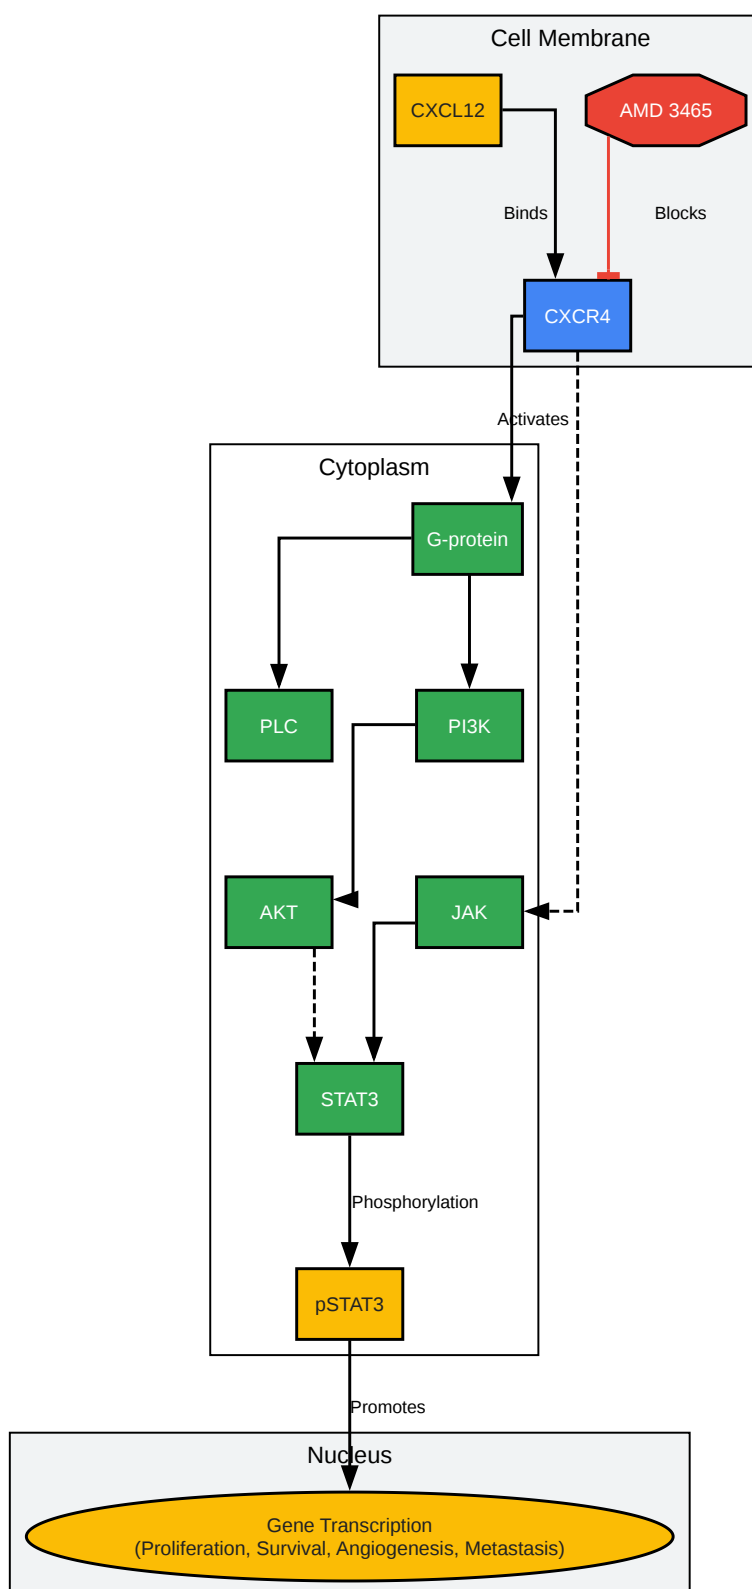 Cell Membrane
CXCL12
AMD 3465
Binds
Blocks
CXCR4
Activates
Cytoplasm
G-protein
PLC
PI3K
AKT
JAK
STAT3
Phosphorylation
pSTAT3
Promotes
Nucleus
Gene Transcription
(Proliferation, Survival, Angiogenesis, Metastasis)